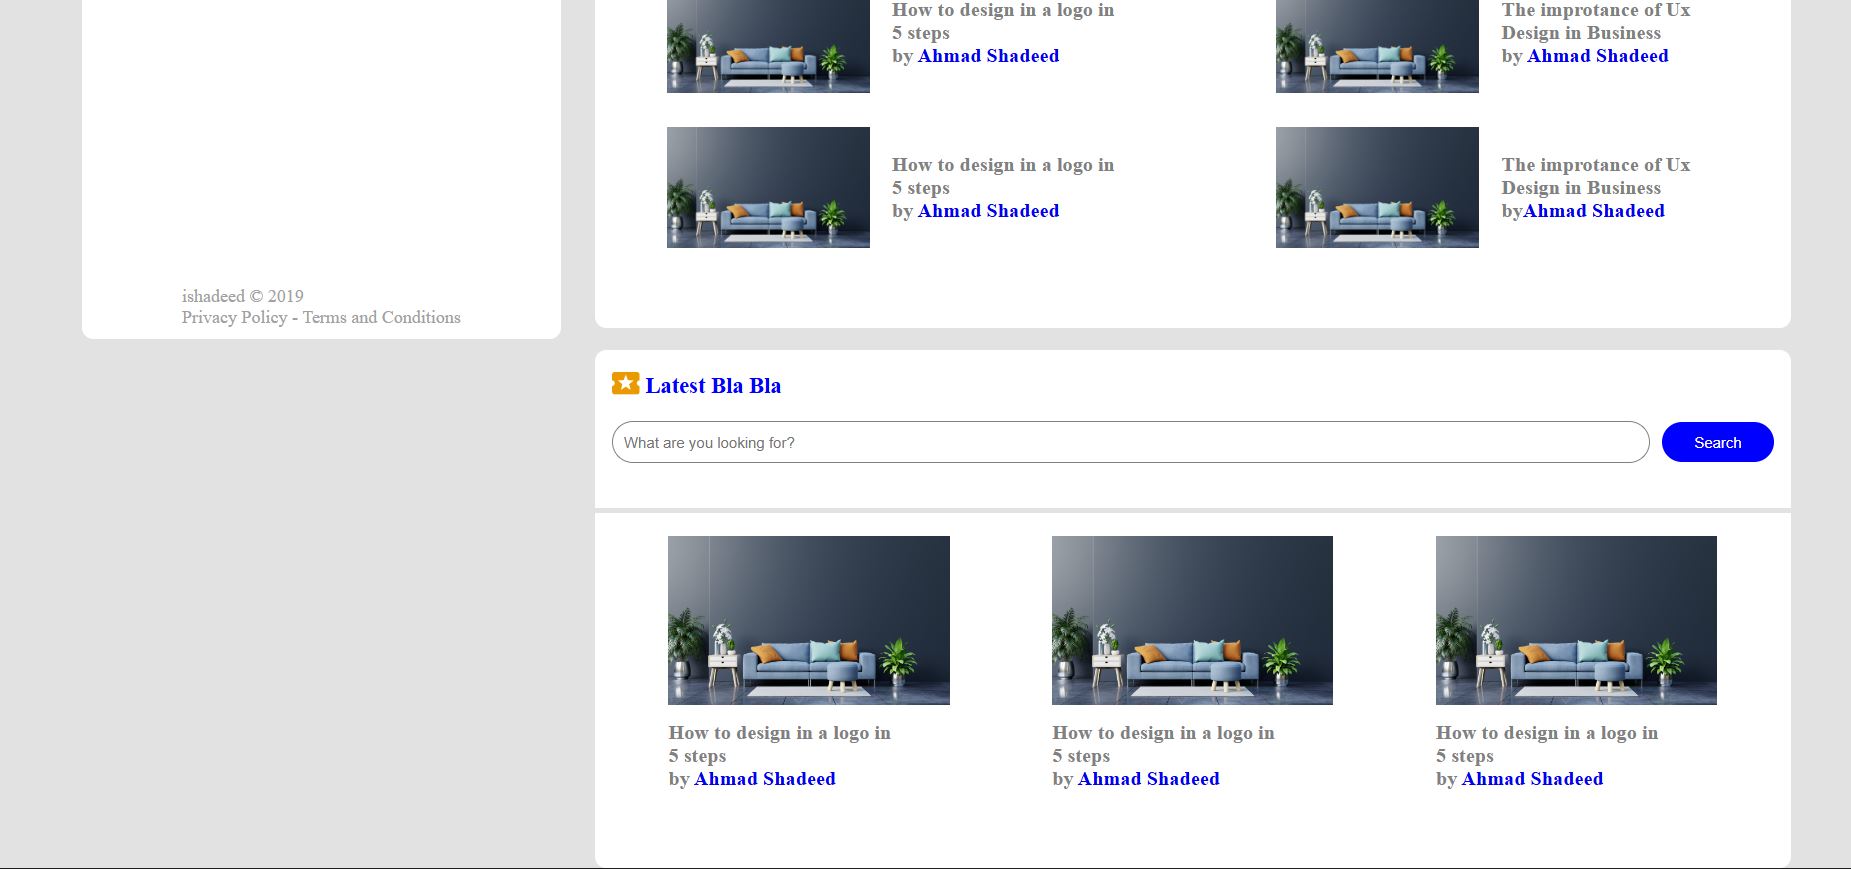 How to design in a logo in
5 steps
by Ahmad Shadeed
The improtance of Ux
Design in Business
by Ahmad Shadeed
How to design in a logo in
5 steps
by Ahmad Shadeed
The improtance of Ux
Design in Business
byAhmad Shadeed
ishadeed © 2019
Privacy Policy - Terms and Conditions
Latest Bla Bla
What are you looking for?
Search
How to design in a logo in
5 steps
by Ahmad Shadeed
How to design in a logo in
5 steps
by Ahmad Shadeed
How to design in a logo in
5 steps
by Ahmad Shadeed